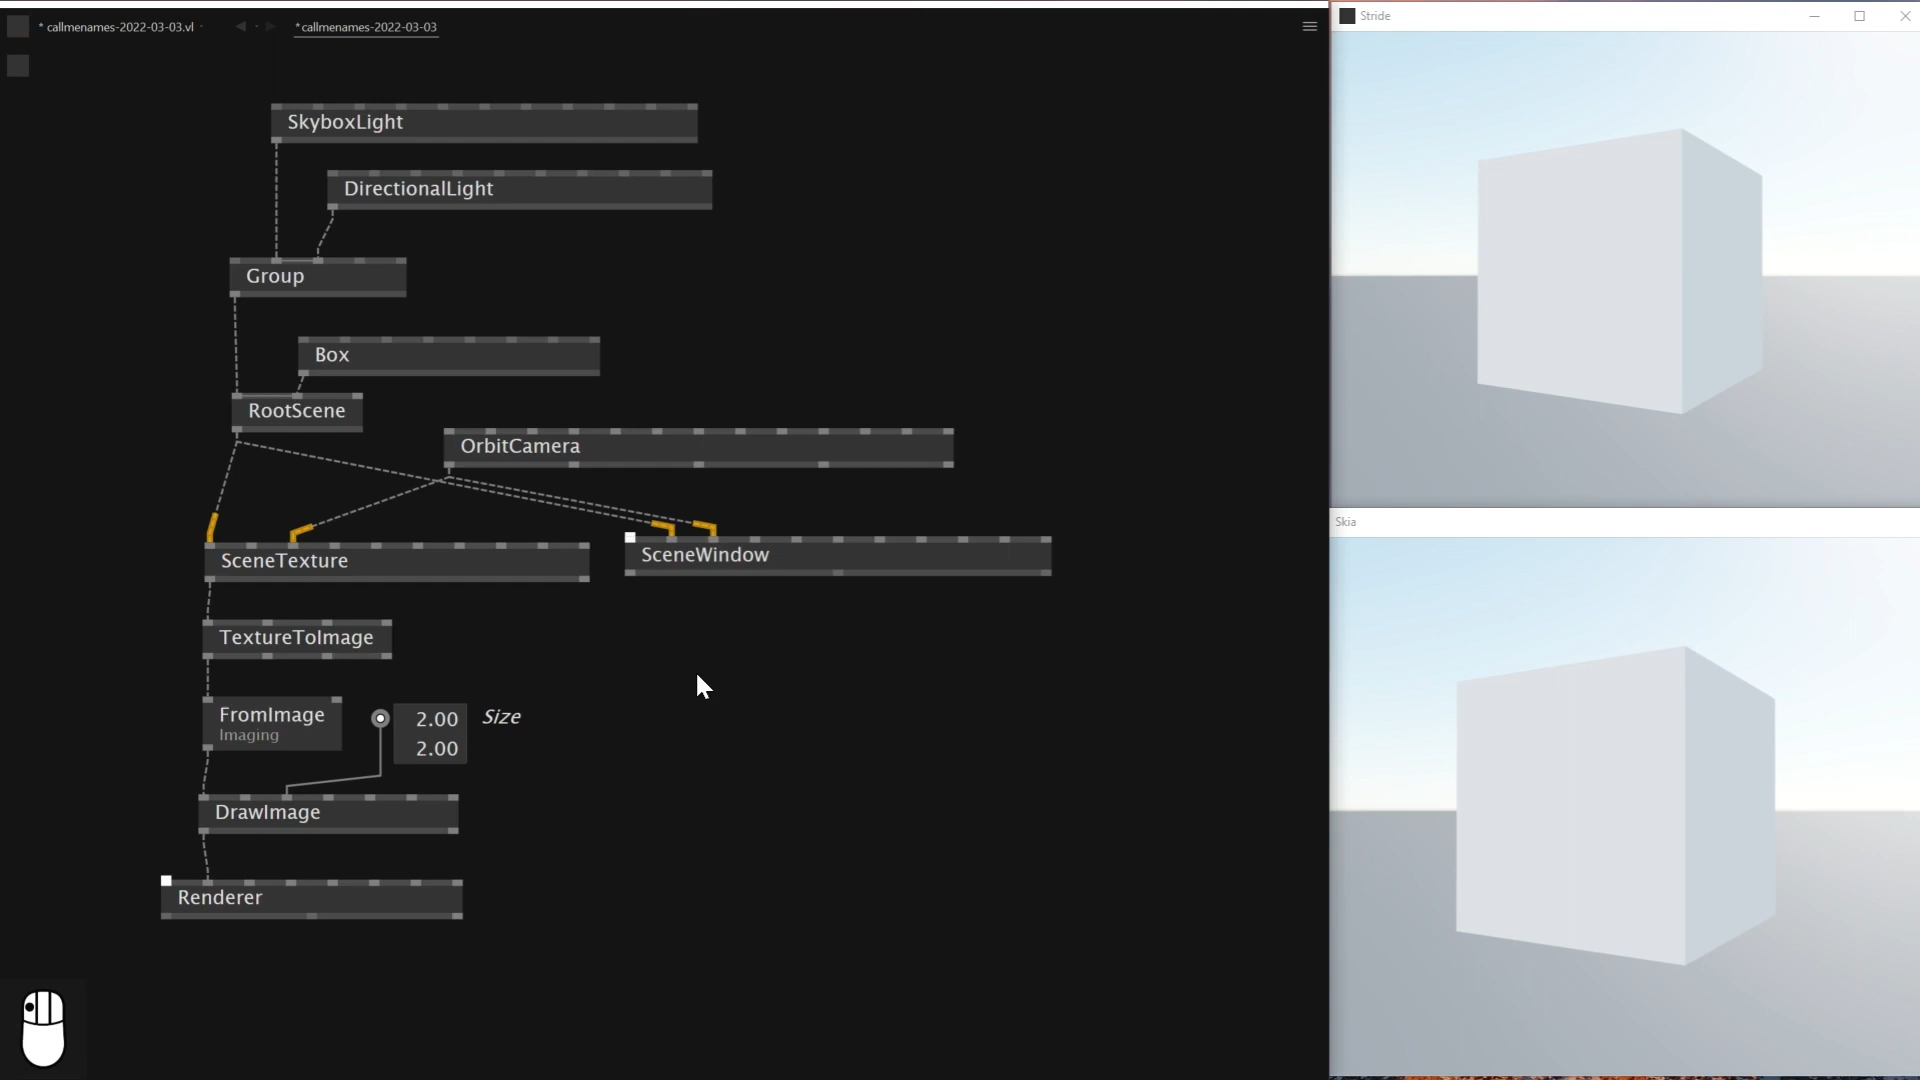 * callmenames-2022-03-03.vl
*callmenames-2022-03-03
Stride
SkyboxLight
DirectionalLight
Group
Box
RootScene
OrbitCamera
SceneTexture
SceneWindow
Skia
TextureToImage
FromImage
Imaging
2.00
2.00
Size
DrawImage
Renderer